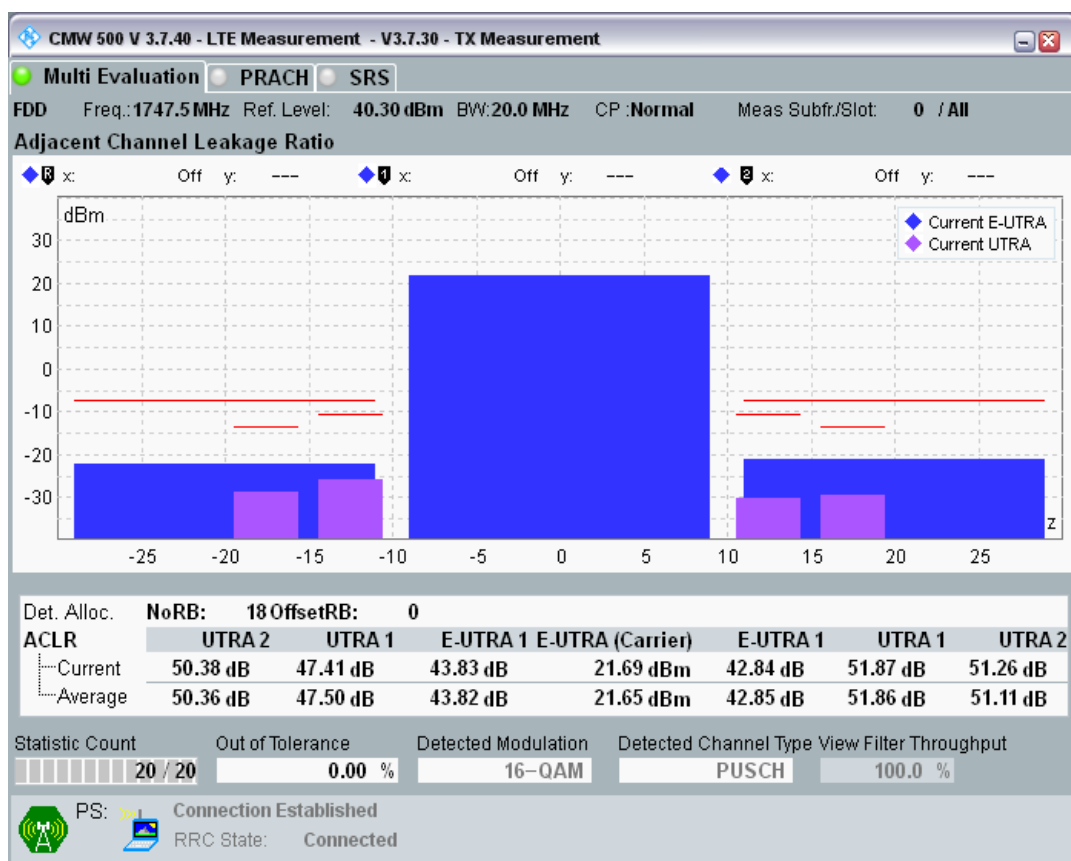 CMW 500 V 3.7.40 - LTE Measurement - V3.7.30 - TX Measurement
Multi Evaluation PRACH SRS
FDD Freq.: 1747.5 MHz Ref. Level: 40.30 dBm BW: 20.0 MHz CP : Normal Meas Subfr./Slot: 0 / All
Adjacent Channel Leakage Ratio
R x: Off y: --- 1 x: Off y: --- 2 x: Off y: ---
dBm
Current E-UTRA
Current UTRA
30
20
10
0
-10
-20
-30
z
-25 -20 -15 -10 -5 0 5 10 15 20 25
Det. Alloc. NoRB: 18 OffsetRB: 0
ACLR UTRA 2 UTRA 1 E-UTRA 1 E-UTRA (Carrier) E-UTRA 1 UTRA 1 UTRA 2
Current 50.38 dB 47.41 dB 43.83 dB 21.69 dBm 42.84 dB 51.87 dB 51.26 dB
Average 50.36 dB 47.50 dB 43.82 dB 21.65 dBm 42.85 dB 51.86 dB 51.11 dB
Statistic Count Out of Tolerance Detected Modulation Detected Channel Type View Filter Throughput
20 / 20 0.00 % 16-QAM PUSCH 100.0 %
PS: Connection Established
RRC State: Connected